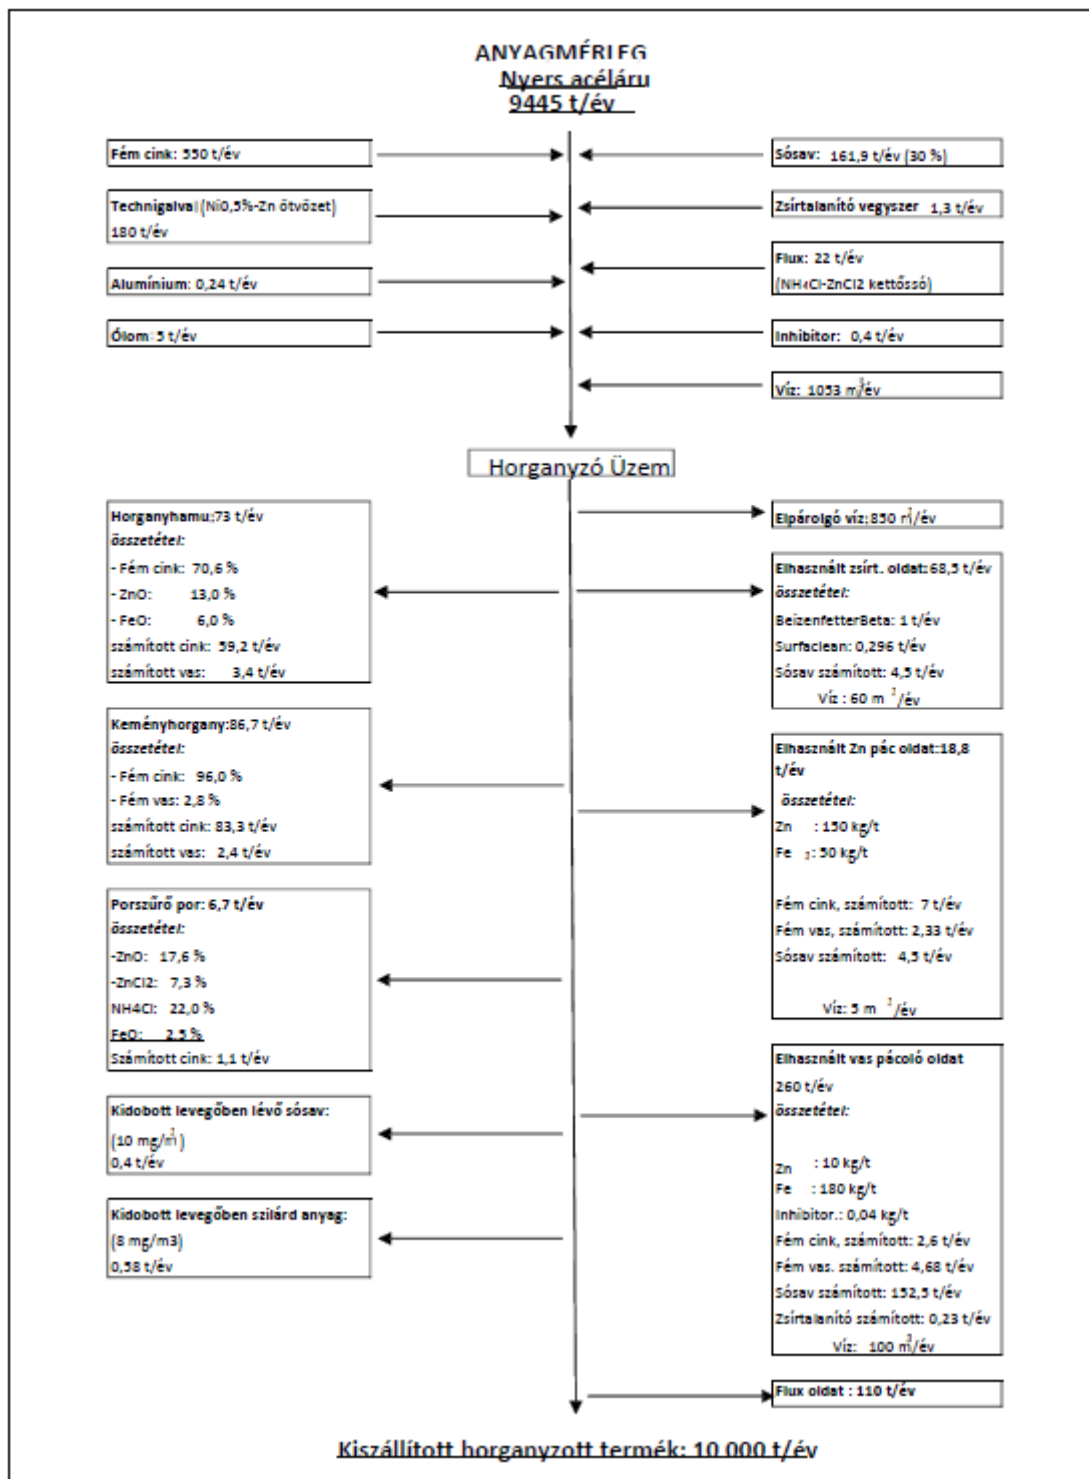 ANYAGMÉRLEG
Nyers acéláru
9445 t/év
Fém cink: 550 t/év
Technigalva: (Ni0,5%-Zn ötvözet)
180 t/év
Alumínium: 0,24 t/év
Ólom: 5 t/év
Sósav: 161,9 t/év (30 %)
Zsírtalanító vegyszer 1,3 t/év
Flux: 22 t/év
(NH4Cl-ZnCl2 kettőssó)
Inhibitor: 0,4 t/év
Víz: 1053 m3/év
Horganyzó Üzem
Horganyhamu:73 t/év
összetétel:
- Fém cink: 70,6 %
- ZnO: 13,0 %
- FeO: 6,0 %
számított cink: 59,2 t/év
számított vas: 3,4 t/év
Keményhorgany:86,7 t/év
összetétel:
- Fém cink: 96,0 %
- Fém vas: 2,8 %
számított cink: 83,3 t/év
számított vas: 2,4 t/év
Porszűrő por: 6,7 t/év
összetétel:
-ZnO: 17,6 %
-ZnCl2: 7,3 %
NH4Cl: 22,0 %
FeO: 2,5 %
Számított cink: 1,1 t/év
Kidobott levegőben lévő sósav:
(10 mg/m3)
0,4 t/év
Kidobott levegőben szilárd anyag:
(8 mg/m3)
0,58 t/év
Elpárolgó víz: 850 m3/év
Elhasznált zsírt. oldat: 68,5 t/év
összetétel:
BeizenfetterBeta: 1 t/év
Surfaclean: 0,296 t/év
Sósav számított: 4,5 t/év
Víz : 60 m3/év
Elhasznált Zn pác oldat:18,8
t/év
összetétel:
Zn : 150 kg/t
Fe : 50 kg/t
Fém cink, számított: 7 t/év
Fém vas, számított: 2,33 t/év
Sósav számított: 4,5 t/év
Víz: 5 m3/év
Elhasznált vas pácoló oldat
260 t/év
összetétel:
Zn : 10 kg/t
Fe : 180 kg/t
Inhibitor.: 0,04 kg/t
Fém cink, számított: 2,6 t/év
Fém vas. számított: 4,68 t/év
Sósav számított: 152,5 t/év
Zsírtalanító számított: 0,23 t/év
Víz: 100 m3/év
Flux oldat : 110 t/év
Kiszállított horganyzott termék: 10 000 t/év